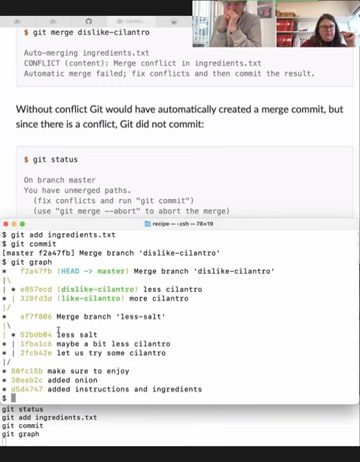 $ git merge dislike-cilantro
Auto-merging ingredients.txt
CONFLICT (content): Merge conflict in ingredients.txt
Automatic merge failed; fix conflicts and then commit the result.
Without conflict Git would have automatically created a merge commit, but
since there is a conflict, Git did not commit:
$ git status
On branch master
You have unmerged paths.
(fix conflicts and run "git commit")
(use "git merge --abort" to abort the merge)
recipe — -zsh — 78×19
$ git add ingredients.txt
$ git commit
[master f2a47fb] Merge branch 'dislike-cilantro'
$ git graph
*   f2a47fb (HEAD -> master) Merge branch 'dislike-cilantro'
|\
| * e857ecd (dislike-cilantro) less cilantro
* | 328fd3d (like-cilantro) more cilantro
|/
*   af7f806 Merge branch 'less-salt'
|\
| * 52bdb04 less salt
* | 1fba1c6 maybe a bit less cilantro
* | 2fcb42e let us try some cilantro
|/
* 80fc15b make sure to enjoy
* 38eeb2c added onion
* d5d4747 added instructions and ingredients
$
git status
git add ingredients.txt
git commit
git graph